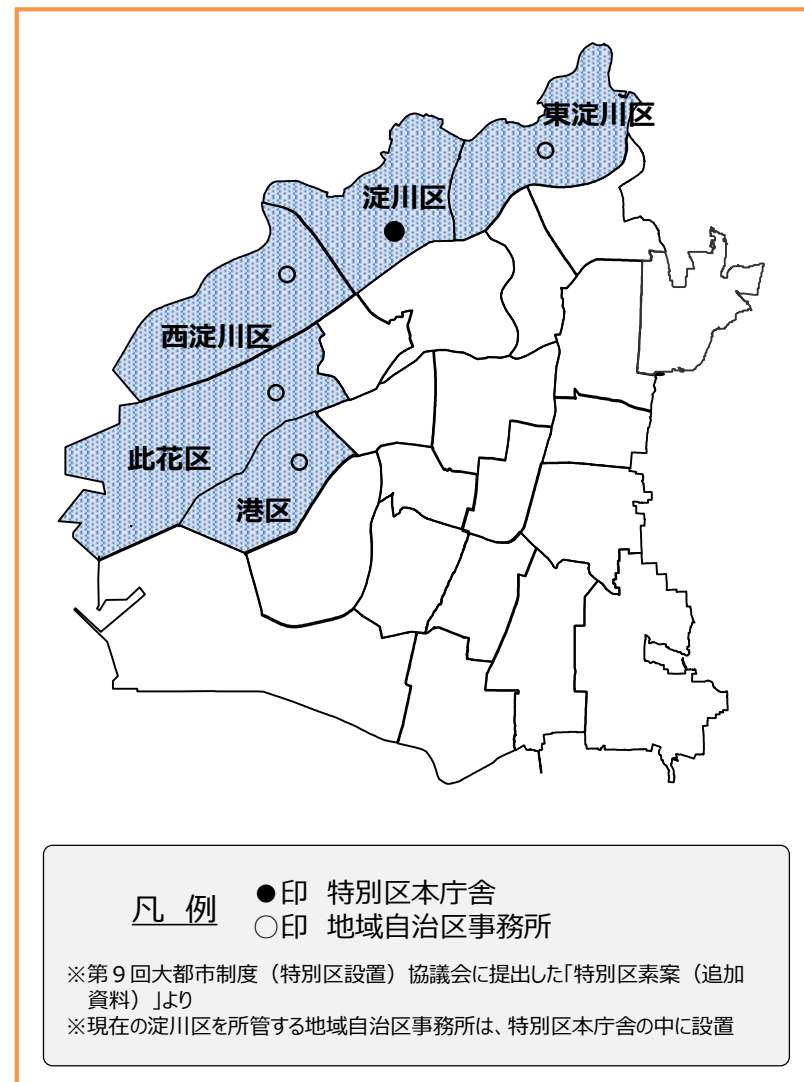 東淀川区
淀川区
西淀川区
此花区
港区
凡 例
●印 特別区本庁舎
○印 地域自治区事務所
※第9回大都市制度（特別区設置）協議会に提出した「特別区素案（追加
資料）」より
※現在の淀川区を所管する地域自治区事務所は、特別区本庁舎の中に設置